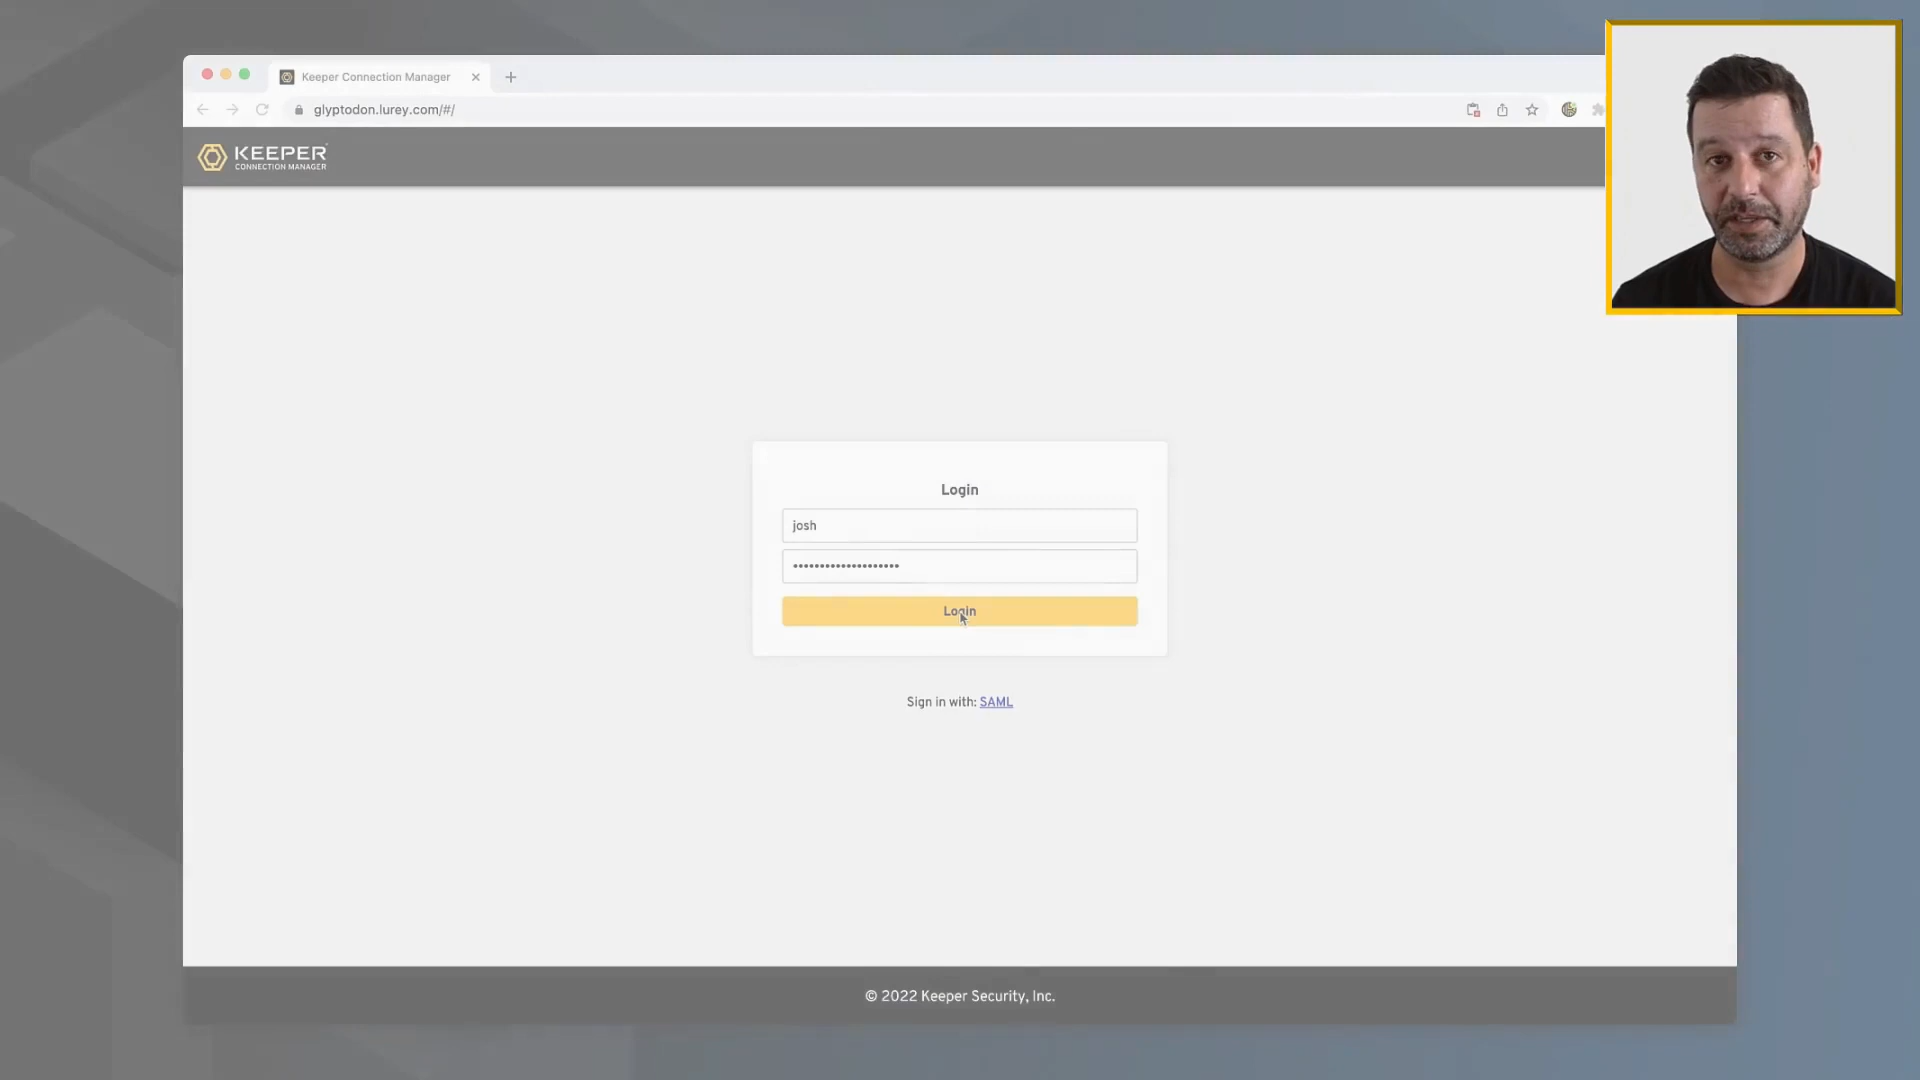 Keeper Connection Manager
glyptodon.lurey.com/#/
KEEPER
CONNECTION MANAGER
Login
josh
••••••••••••••••••••
Login
Sign in with: SAML
© 2022 Keeper Security, Inc.